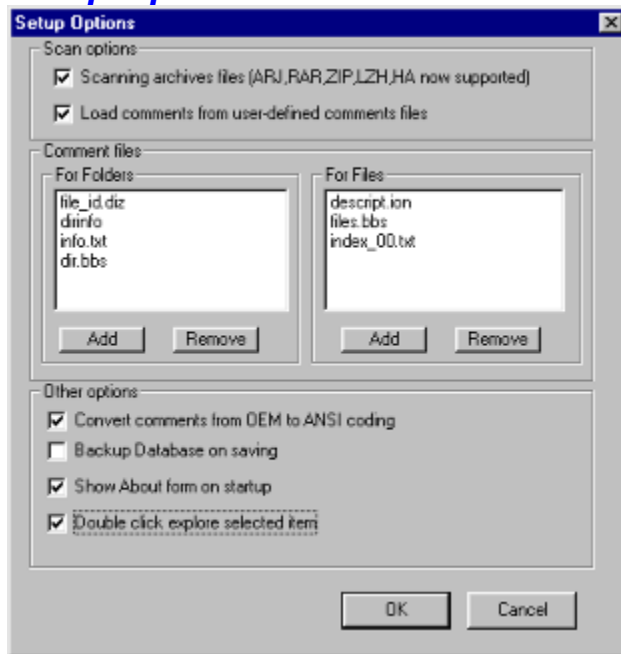 Setup Options
Scan options
Scanning archives files (ARJ,RAR,ZIP,LZH,HA now supported)
Load comments from user-defined comments files
Comment files
For Folders
file_id.diz
dirinfo
info.txt
dir.bbs
Add Remove
For Files
descript.ion
files.bbs
index_00.txt
Add Remove
Other options
Convert comments from OEM to ANSI coding
Backup Database on saving
Show About form on startup
Double click explore selected item
OK Cancel